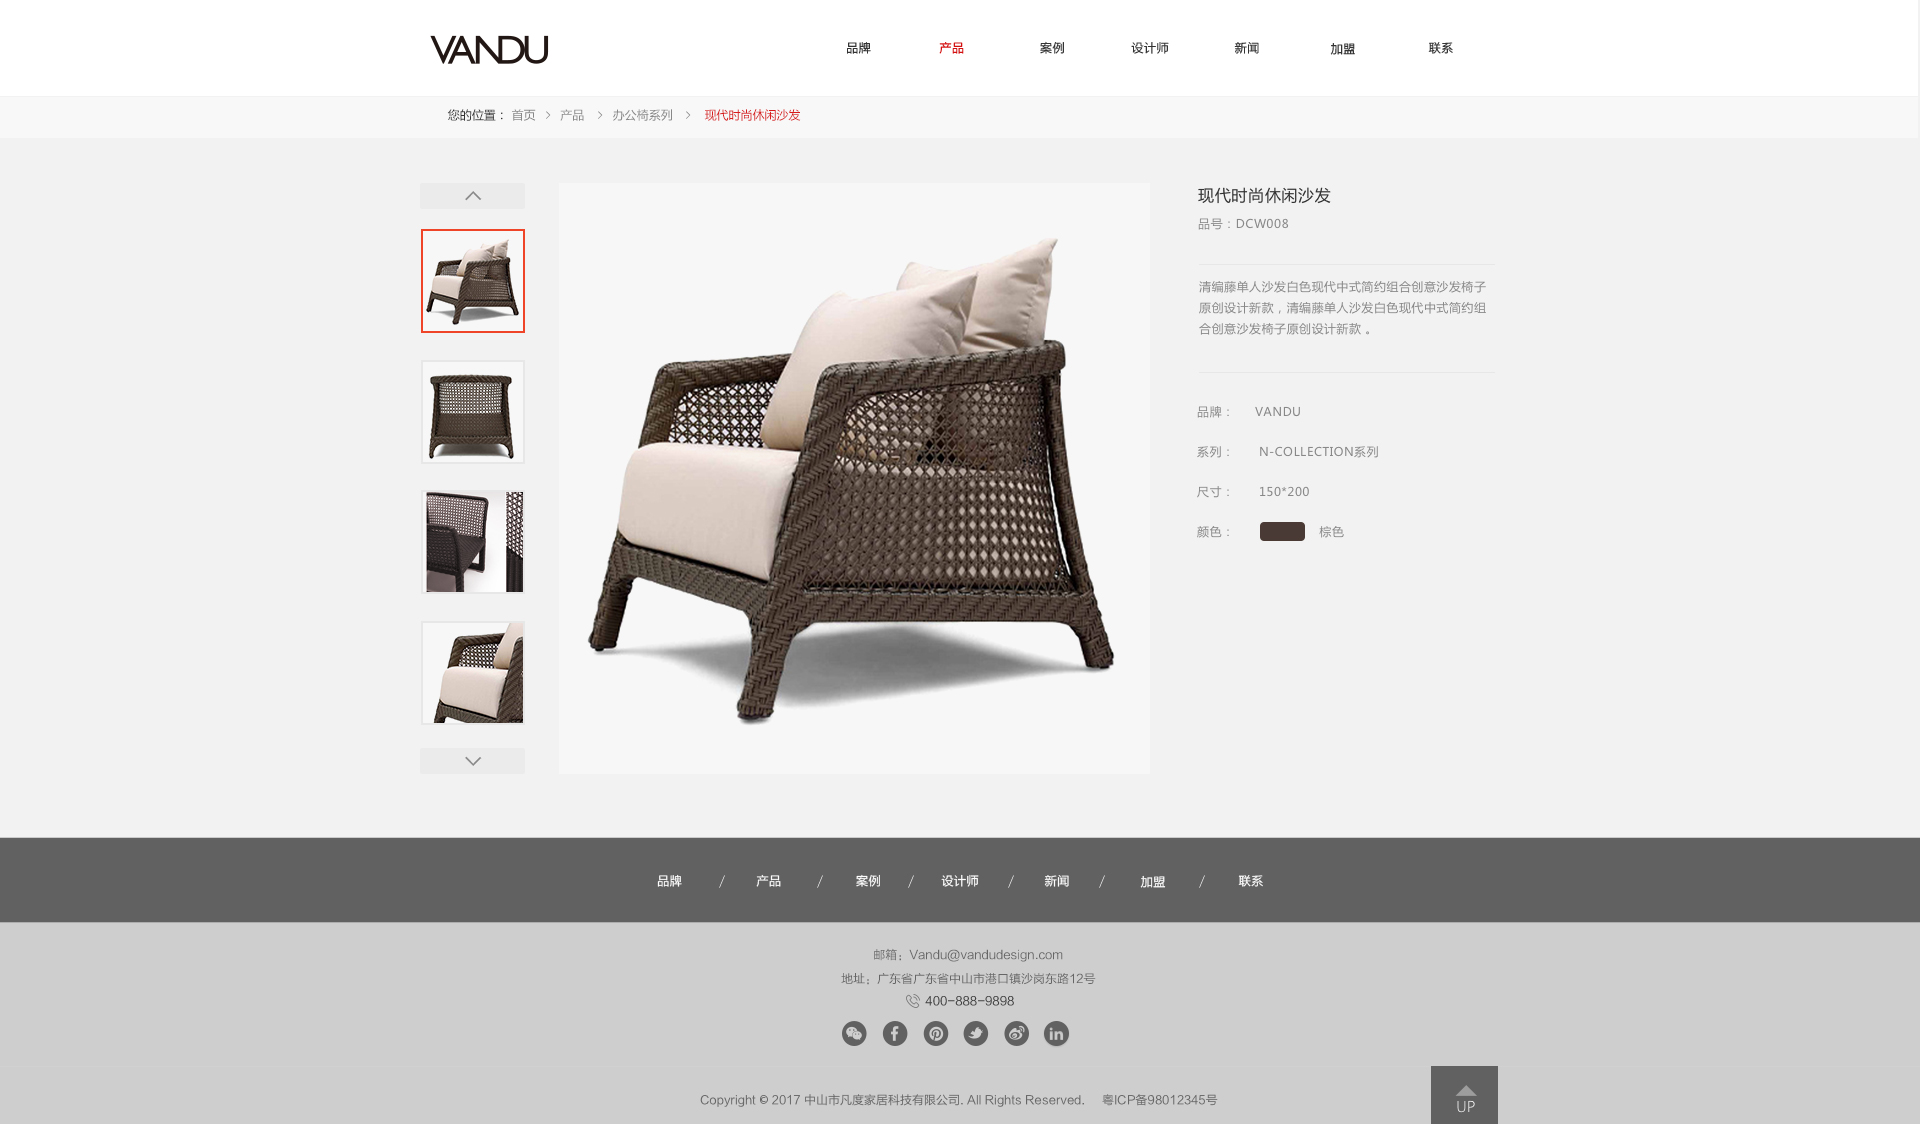 VANDU
品牌 产品 案例 设计师 新闻 加盟 联系
您的位置： 首页 > 产品 > 办公椅系列 > 现代时尚休闲沙发
现代时尚休闲沙发
品号：DCW008
清编藤单人沙发白色现代中式简约组合创意沙发椅子
原创设计新款，清编藤单人沙发白色现代中式简约组
合创意沙发椅子原创设计新款 。
品牌： VANDU
系列： N-COLLECTION系列
尺寸： 150*200
颜色： 棕色
品牌 / 产品 / 案例 / 设计师 / 新闻 / 加盟 / 联系
邮箱：Vandu@vandudesign.com
地址：广东省广东省中山市港口镇沙岗东路12号
400-888-9898
Copyright © 2017 中山市凡度家居科技有限公司. All Rights Reserved. 粤ICP备98012345号
UP